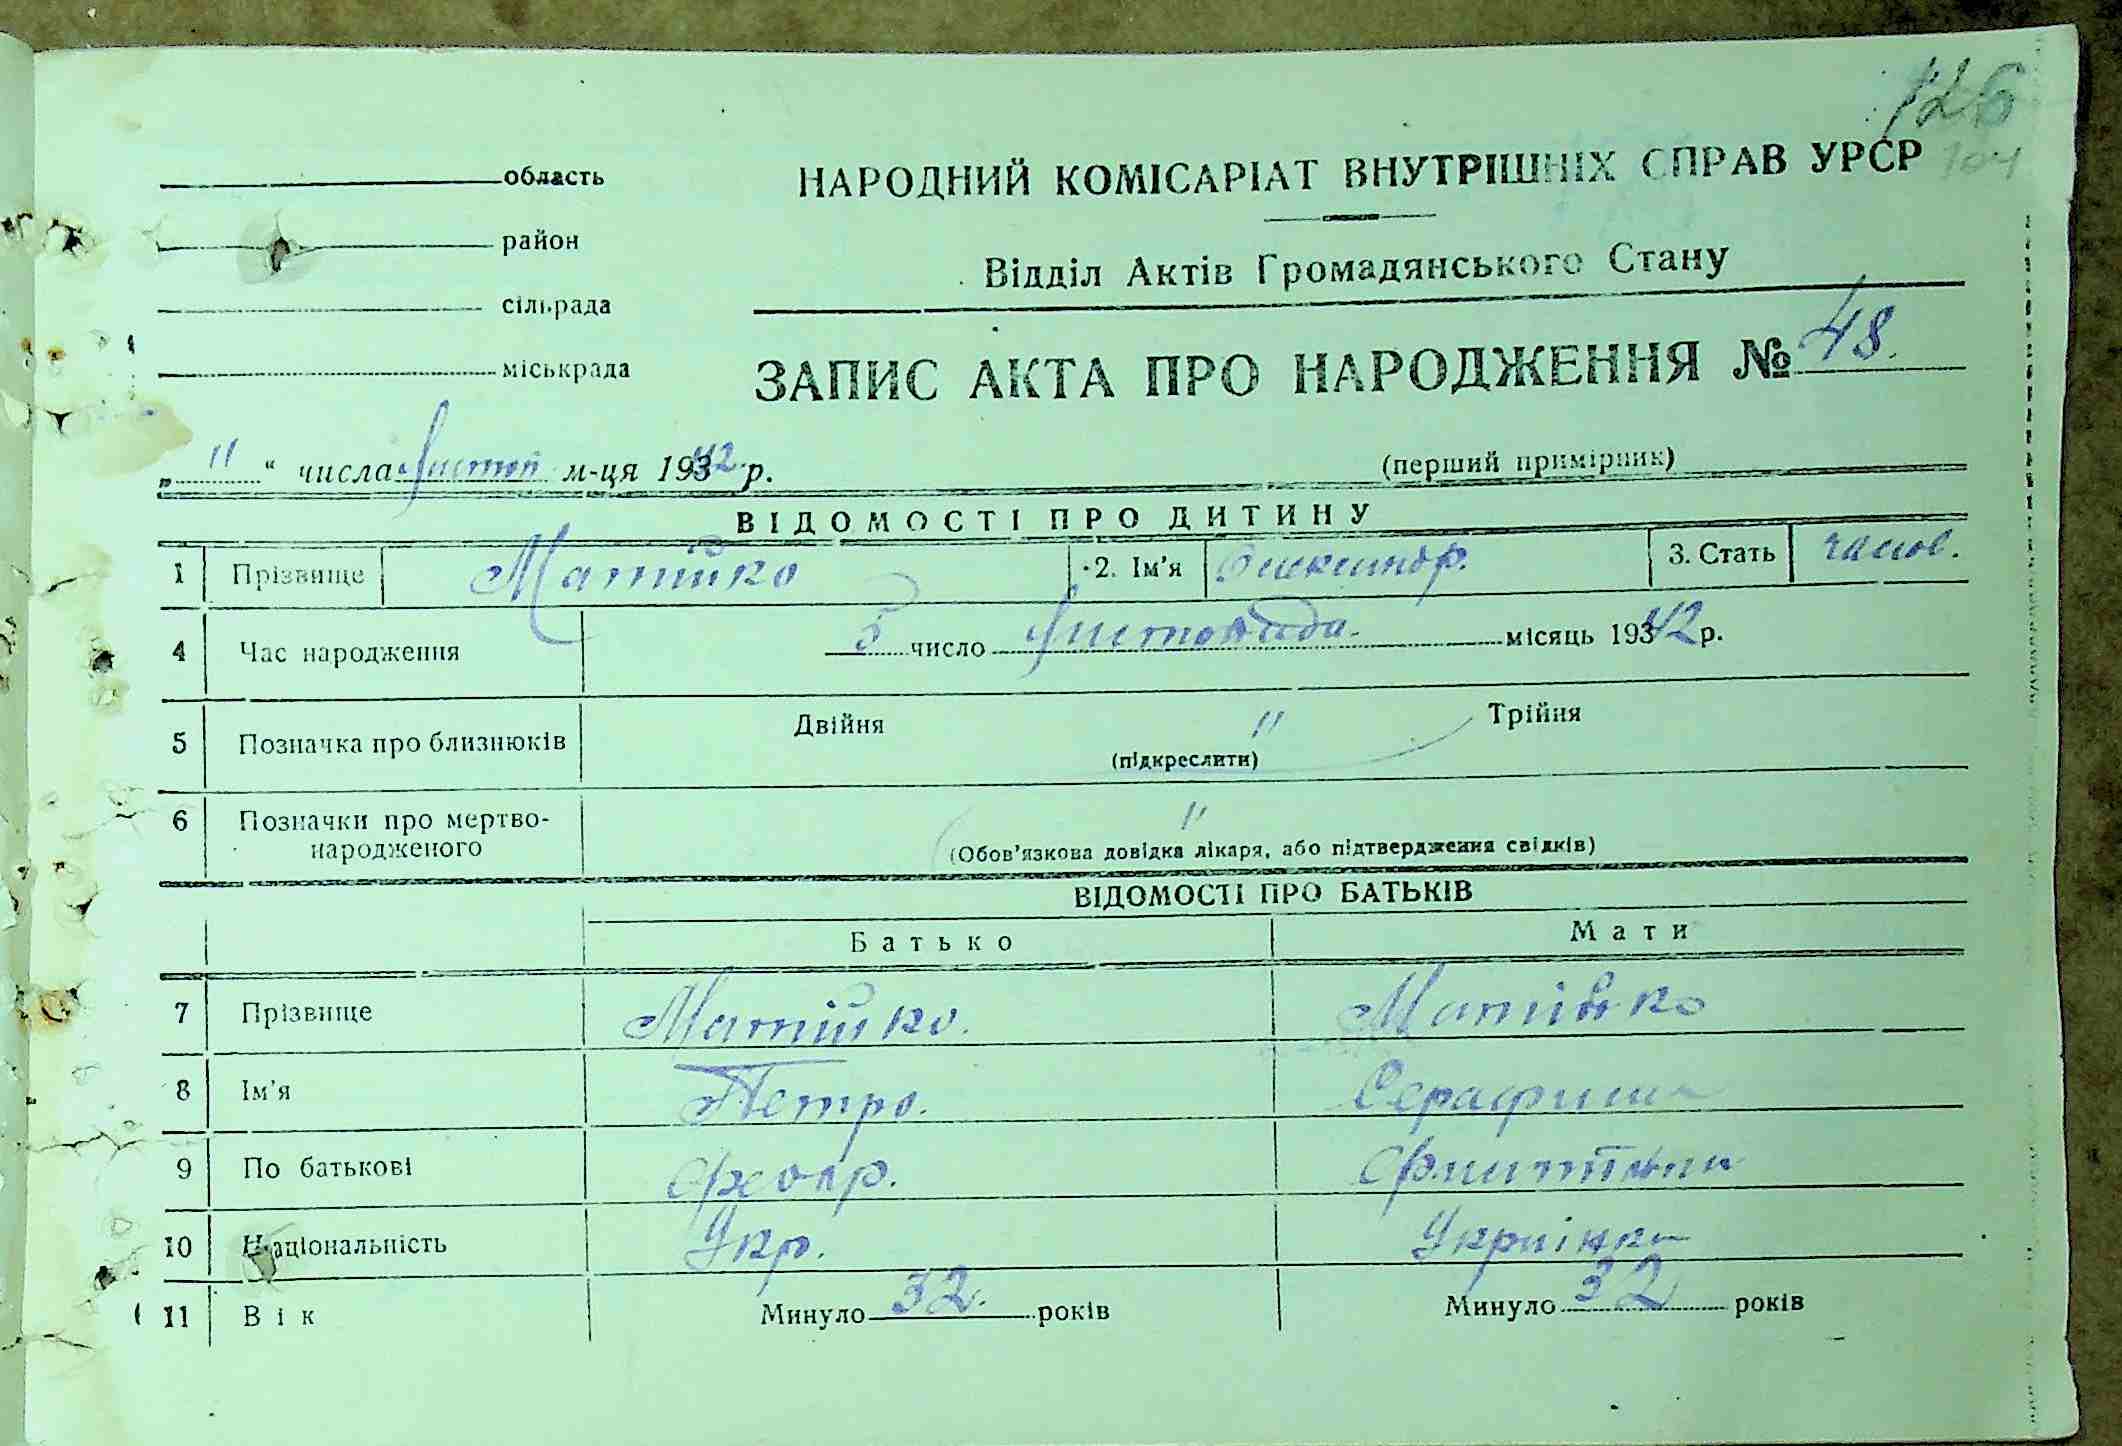 126
104
область
район
сільрада
міськрада
НАРОДНИЙ КОМІСАРІАТ ВНУТРІШНІХ СПРАВ УРСР
Відділ Актів Громадянського Стану
ЗАПИС АКТА ПРО НАРОДЖЕННЯ № 48.
„ 11 “ числа Листоп м-ця 1942 р.
(перший примірник)
ВІДОМОСТІ ПРО ДИТИНУ
1 Прізвище Матійко 2. Ім'я Олександр. 3. Стать чолов.
4 Час народження 5 число Листопада. місяць 1942 р.
5 Позначка про близнюків Двійня " Трійня
(підкреслити)
6 Позначки про мертво-
народженого "
(Обов'язкова довідка лікаря, або підтвердження свідків)
ВІДОМОСТІ ПРО БАТЬКІВ
Батько Мати
7 Прізвище Матійко. Матійко
8 Ім'я Петро. Серафима
9 По батькові
10 Національність Укр. Українка
11 Вік Минуло 32. років Минуло 32 років